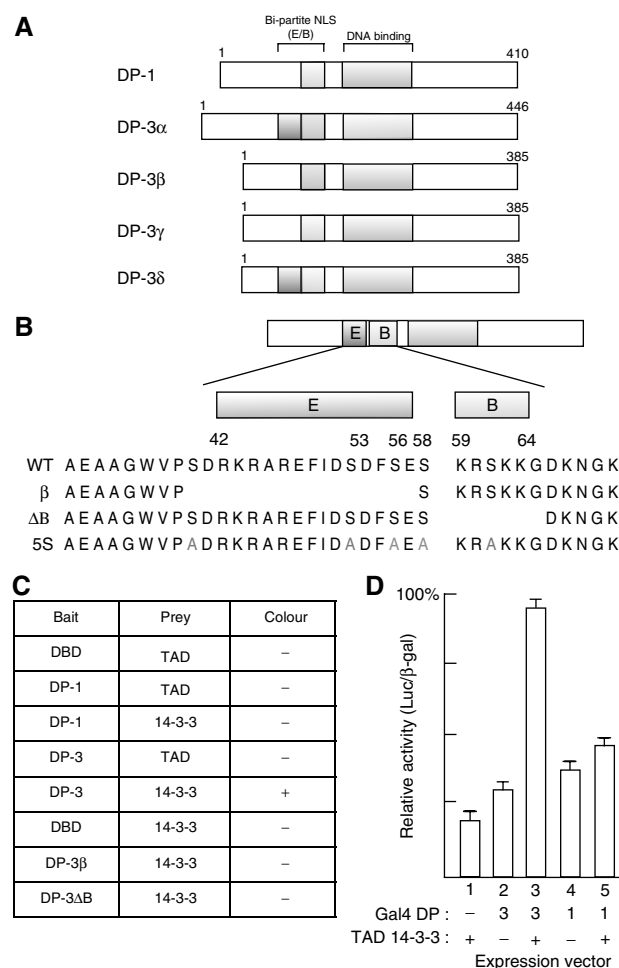 A
Bi-partite NLS
(E/B)
DNA binding
1 410
DP-1
1 446
DP-3α
1 385
DP-3β
1 385
DP-3γ
1 385
DP-3δ
B
E B
E B
42 53 56 58 59 64
WT AEAAGWVPSDRKRAREFIDSDFSES KRSKKGDKNGK
β AEAAGWVP S KRSKKGDKNGK
ΔB AEAAGWVPSDRKRAREFIDSDFSES DKNGK
5S AEAAGWVPADRKRAREFIDADFAEA KRAKKGDKNGK
C
Bait Prey Colour
DBD TAD –
DP-1 TAD –
DP-1 14-3-3 –
DP-3 TAD –
DP-3 14-3-3 +
DBD 14-3-3 –
DP-3β 14-3-3 –
DP-3ΔB 14-3-3 –
D
100%
Relative activity (Luc/β-gal)
1 2 3 4 5
Gal4 DP : – 3 3 1 1
TAD 14-3-3 : + – + – +
Expression vector